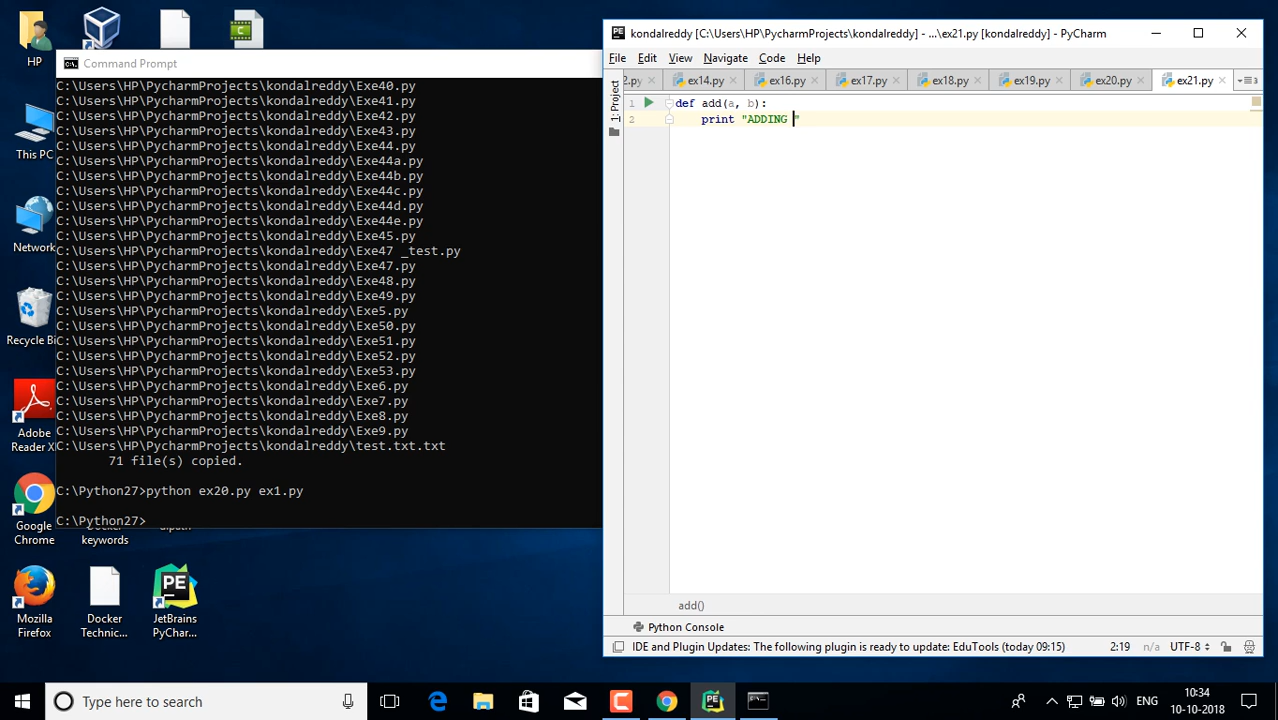 HP
This PC
Network
Recycle Bi
Adobe
Reader X
Google
Chrome
Docker
keywords
Mozilla
Firefox
Docker
Technic...
JetBrains
PyChar...
Command Prompt
C:\Users\HP\PycharmProjects\kondalreddy\Exe40.py
C:\Users\HP\PycharmProjects\kondalreddy\Exe41.py
C:\Users\HP\PycharmProjects\kondalreddy\Exe42.py
C:\Users\HP\PycharmProjects\kondalreddy\Exe43.py
C:\Users\HP\PycharmProjects\kondalreddy\Exe44.py
C:\Users\HP\PycharmProjects\kondalreddy\Exe44a.py
C:\Users\HP\PycharmProjects\kondalreddy\Exe44b.py
C:\Users\HP\PycharmProjects\kondalreddy\Exe44c.py
C:\Users\HP\PycharmProjects\kondalreddy\Exe44d.py
C:\Users\HP\PycharmProjects\kondalreddy\Exe44e.py
C:\Users\HP\PycharmProjects\kondalreddy\Exe45.py
C:\Users\HP\PycharmProjects\kondalreddy\Exe47 _test.py
C:\Users\HP\PycharmProjects\kondalreddy\Exe47.py
C:\Users\HP\PycharmProjects\kondalreddy\Exe48.py
C:\Users\HP\PycharmProjects\kondalreddy\Exe49.py
C:\Users\HP\PycharmProjects\kondalreddy\Exe5.py
C:\Users\HP\PycharmProjects\kondalreddy\Exe50.py
C:\Users\HP\PycharmProjects\kondalreddy\Exe51.py
C:\Users\HP\PycharmProjects\kondalreddy\Exe52.py
C:\Users\HP\PycharmProjects\kondalreddy\Exe53.py
C:\Users\HP\PycharmProjects\kondalreddy\Exe6.py
C:\Users\HP\PycharmProjects\kondalreddy\Exe7.py
C:\Users\HP\PycharmProjects\kondalreddy\Exe8.py
C:\Users\HP\PycharmProjects\kondalreddy\Exe9.py
C:\Users\HP\PycharmProjects\kondalreddy\test.txt.txt
71 file(s) copied.
C:\Python27>python ex20.py ex1.py
C:\Python27>
kondalreddy [C:\Users\HP\PycharmProjects\kondalreddy] - ...\ex21.py [kondalreddy] - PyCharm
File Edit View Navigate Code Help
2.py ex14.py ex16.py ex17.py ex18.py ex19.py ex20.py ex21.py 3
1: Project
1 def add(a, b):
2 print "ADDING "
add()
Python Console
IDE and Plugin Updates: The following plugin is ready to update: EduTools (today 09:15) 2:19 n/a UTF-8
Type here to search
ENG
10:34
10-10-2018